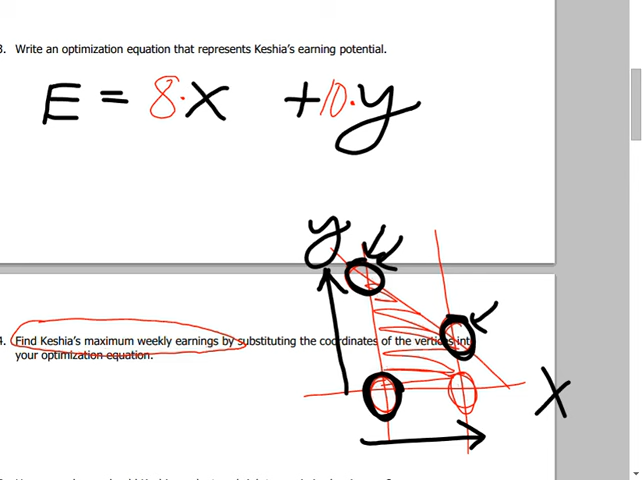 3. Write an optimization equation that represents Keshia's earning potential.
E = 8·x +10·y
y
4. Find Keshia's maximum weekly earnings by substituting the coordinates of the vertices into
your optimization equation.
X